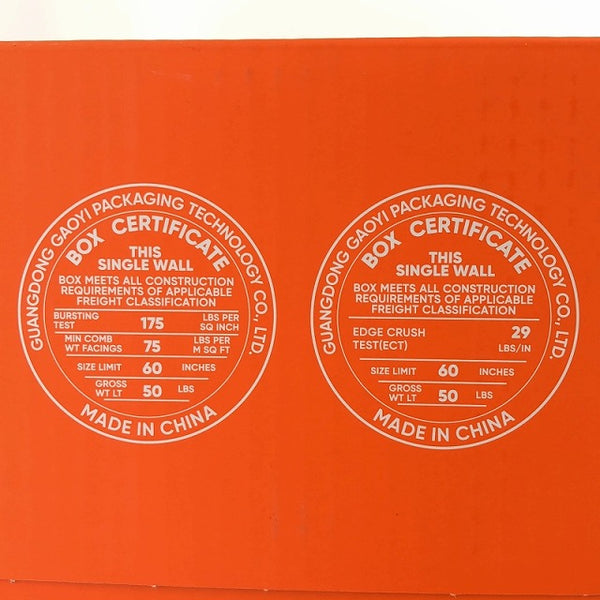 GUANGDONG GAOYI PACKAGING TECHNOLOGY CO., LTD.
BOX CERTIFICATE
THIS
SINGLE WALL
BOX MEETS ALL CONSTRUCTION
REQUIREMENTS OF APPLICABLE
FREIGHT CLASSIFICATION
BURSTING TEST 175 LBS PER SQ INCH
MIN COMB WT FACINGS 75 LBS PER M SQ FT
SIZE LIMIT 60 INCHES
GROSS WT LT 50 LBS
MADE IN CHINA
GUANGDONG GAOYI PACKAGING TECHNOLOGY CO., LTD.
BOX CERTIFICATE
THIS
SINGLE WALL
BOX MEETS ALL CONSTRUCTION
REQUIREMENTS OF APPLICABLE
FREIGHT CLASSIFICATION
EDGE CRUSH TEST(ECT) 29 LBS/IN
SIZE LIMIT 60 INCHES
GROSS WT LT 50 LBS
MADE IN CHINA